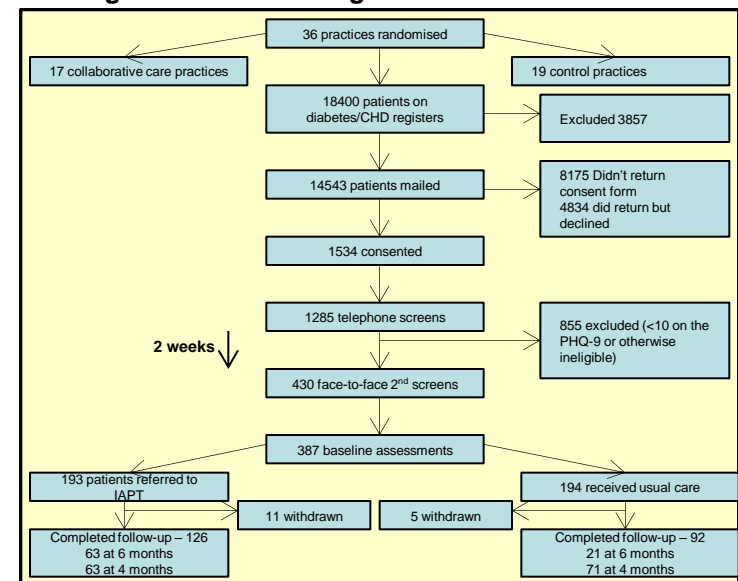 36 practices randomised
17 collaborative care practices
19 control practices
18400 patients on
diabetes/CHD registers
Excluded 3857
14543 patients mailed
8175 Didn't return
consent form
4834 did return but
declined
1534 consented
1285 telephone screens
855 excluded (<10 on the
PHQ-9 or otherwise
ineligible)
2 weeks
430 face-to-face 2nd screens
387 baseline assessments
193 patients referred to
IAPT
194 received usual care
11 withdrawn
5 withdrawn
Completed follow-up – 126
63 at 6 months
63 at 4 months
Completed follow-up – 92
21 at 6 months
71 at 4 months